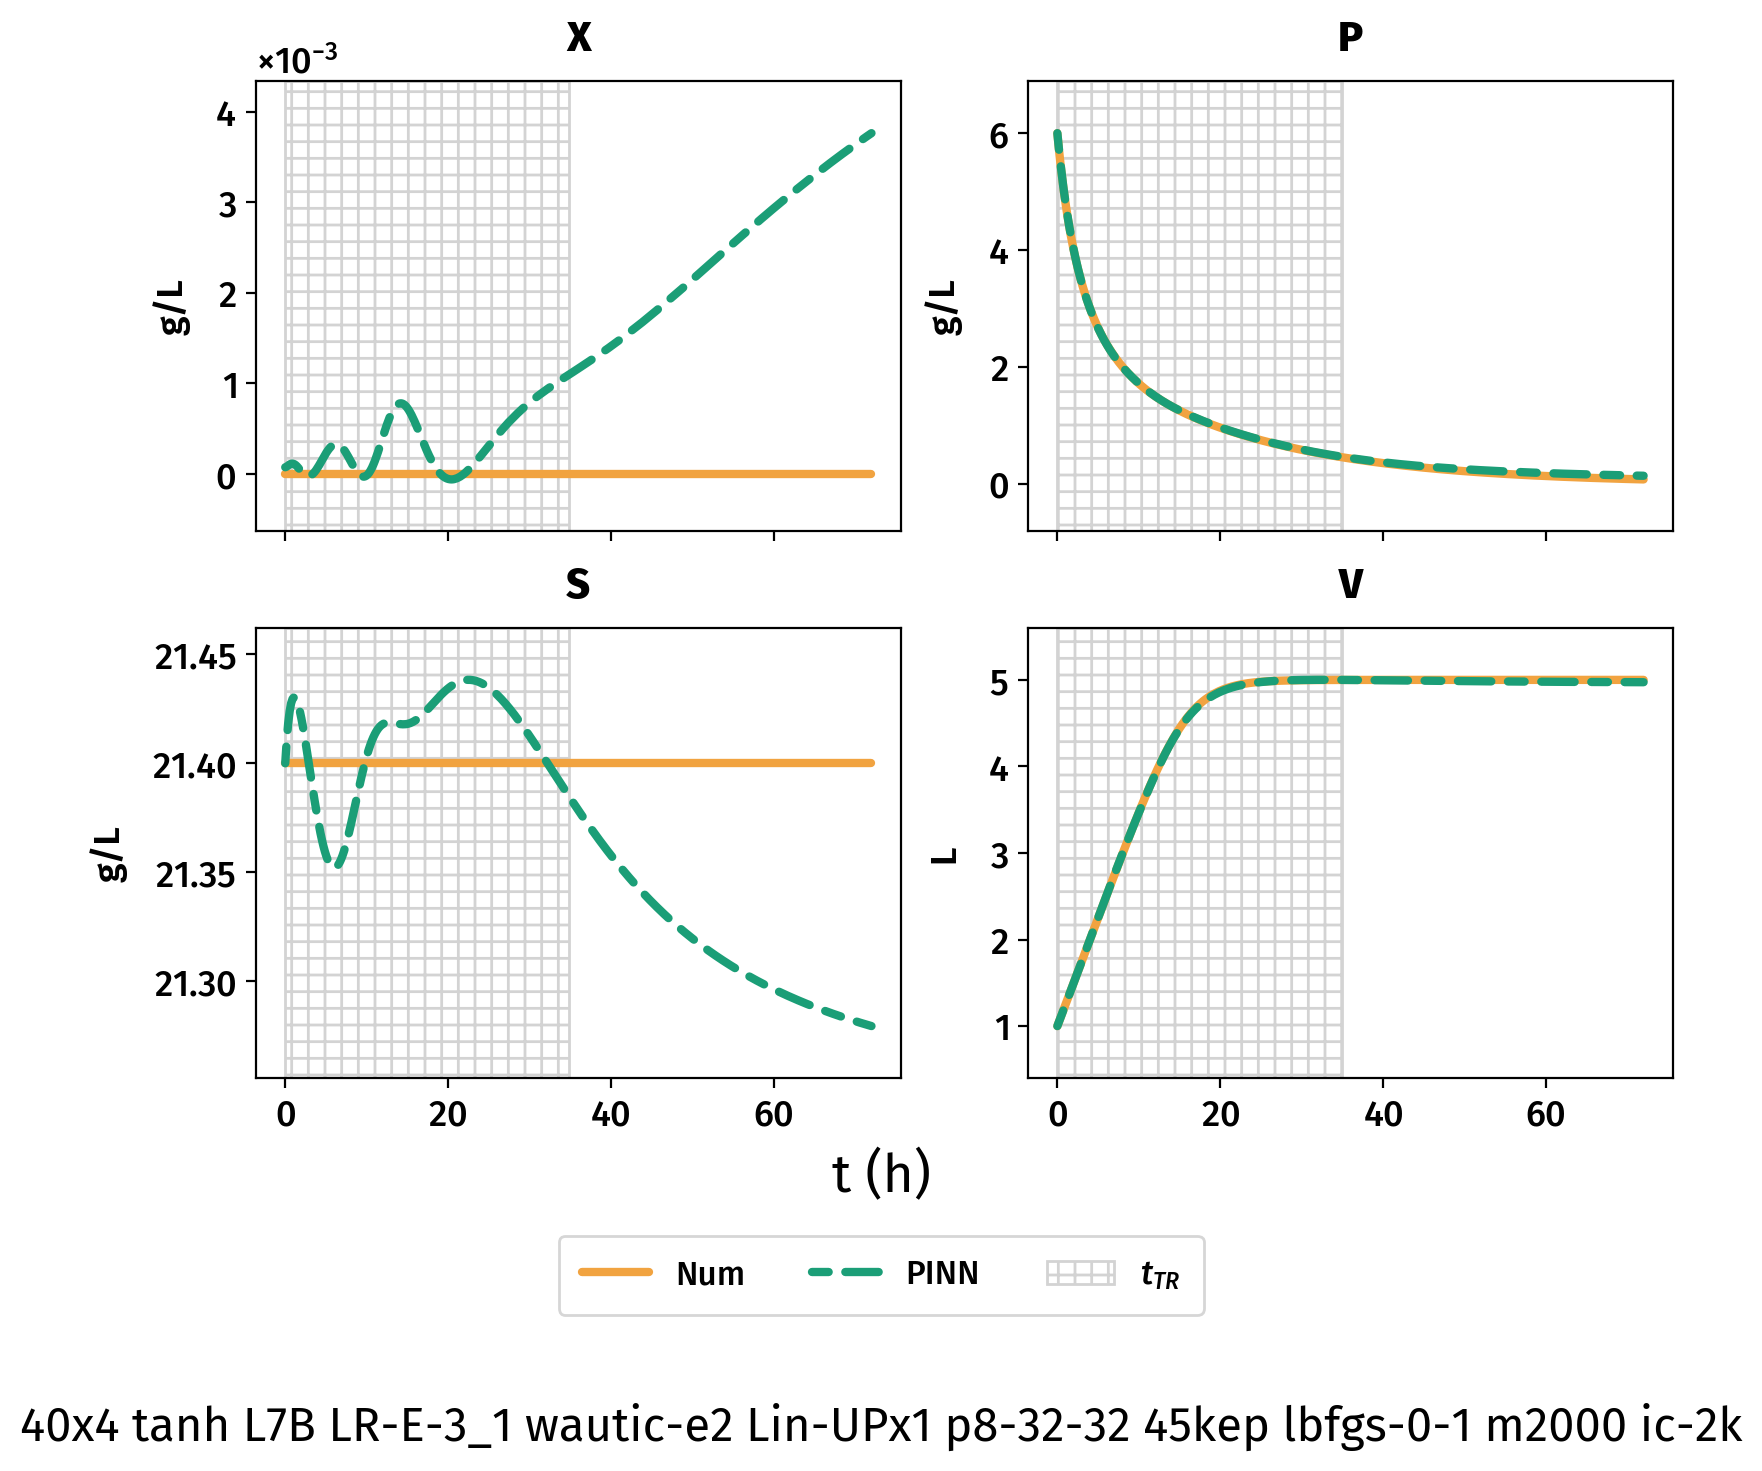 X
×10⁻³
4
3
2
1
0
g/L
P
6
4
2
0
g/L
S
21.45
21.40
21.35
21.30
g/L
0 20 40 60
V
5
4
3
2
1
L
0 20 40 60
t (h)
Num PINN t_TR
40x4 tanh L7B LR-E-3_1 wautic-e2 Lin-UPx1 p8-32-32 45kep lbfgs-0-1 m2000 ic-2k